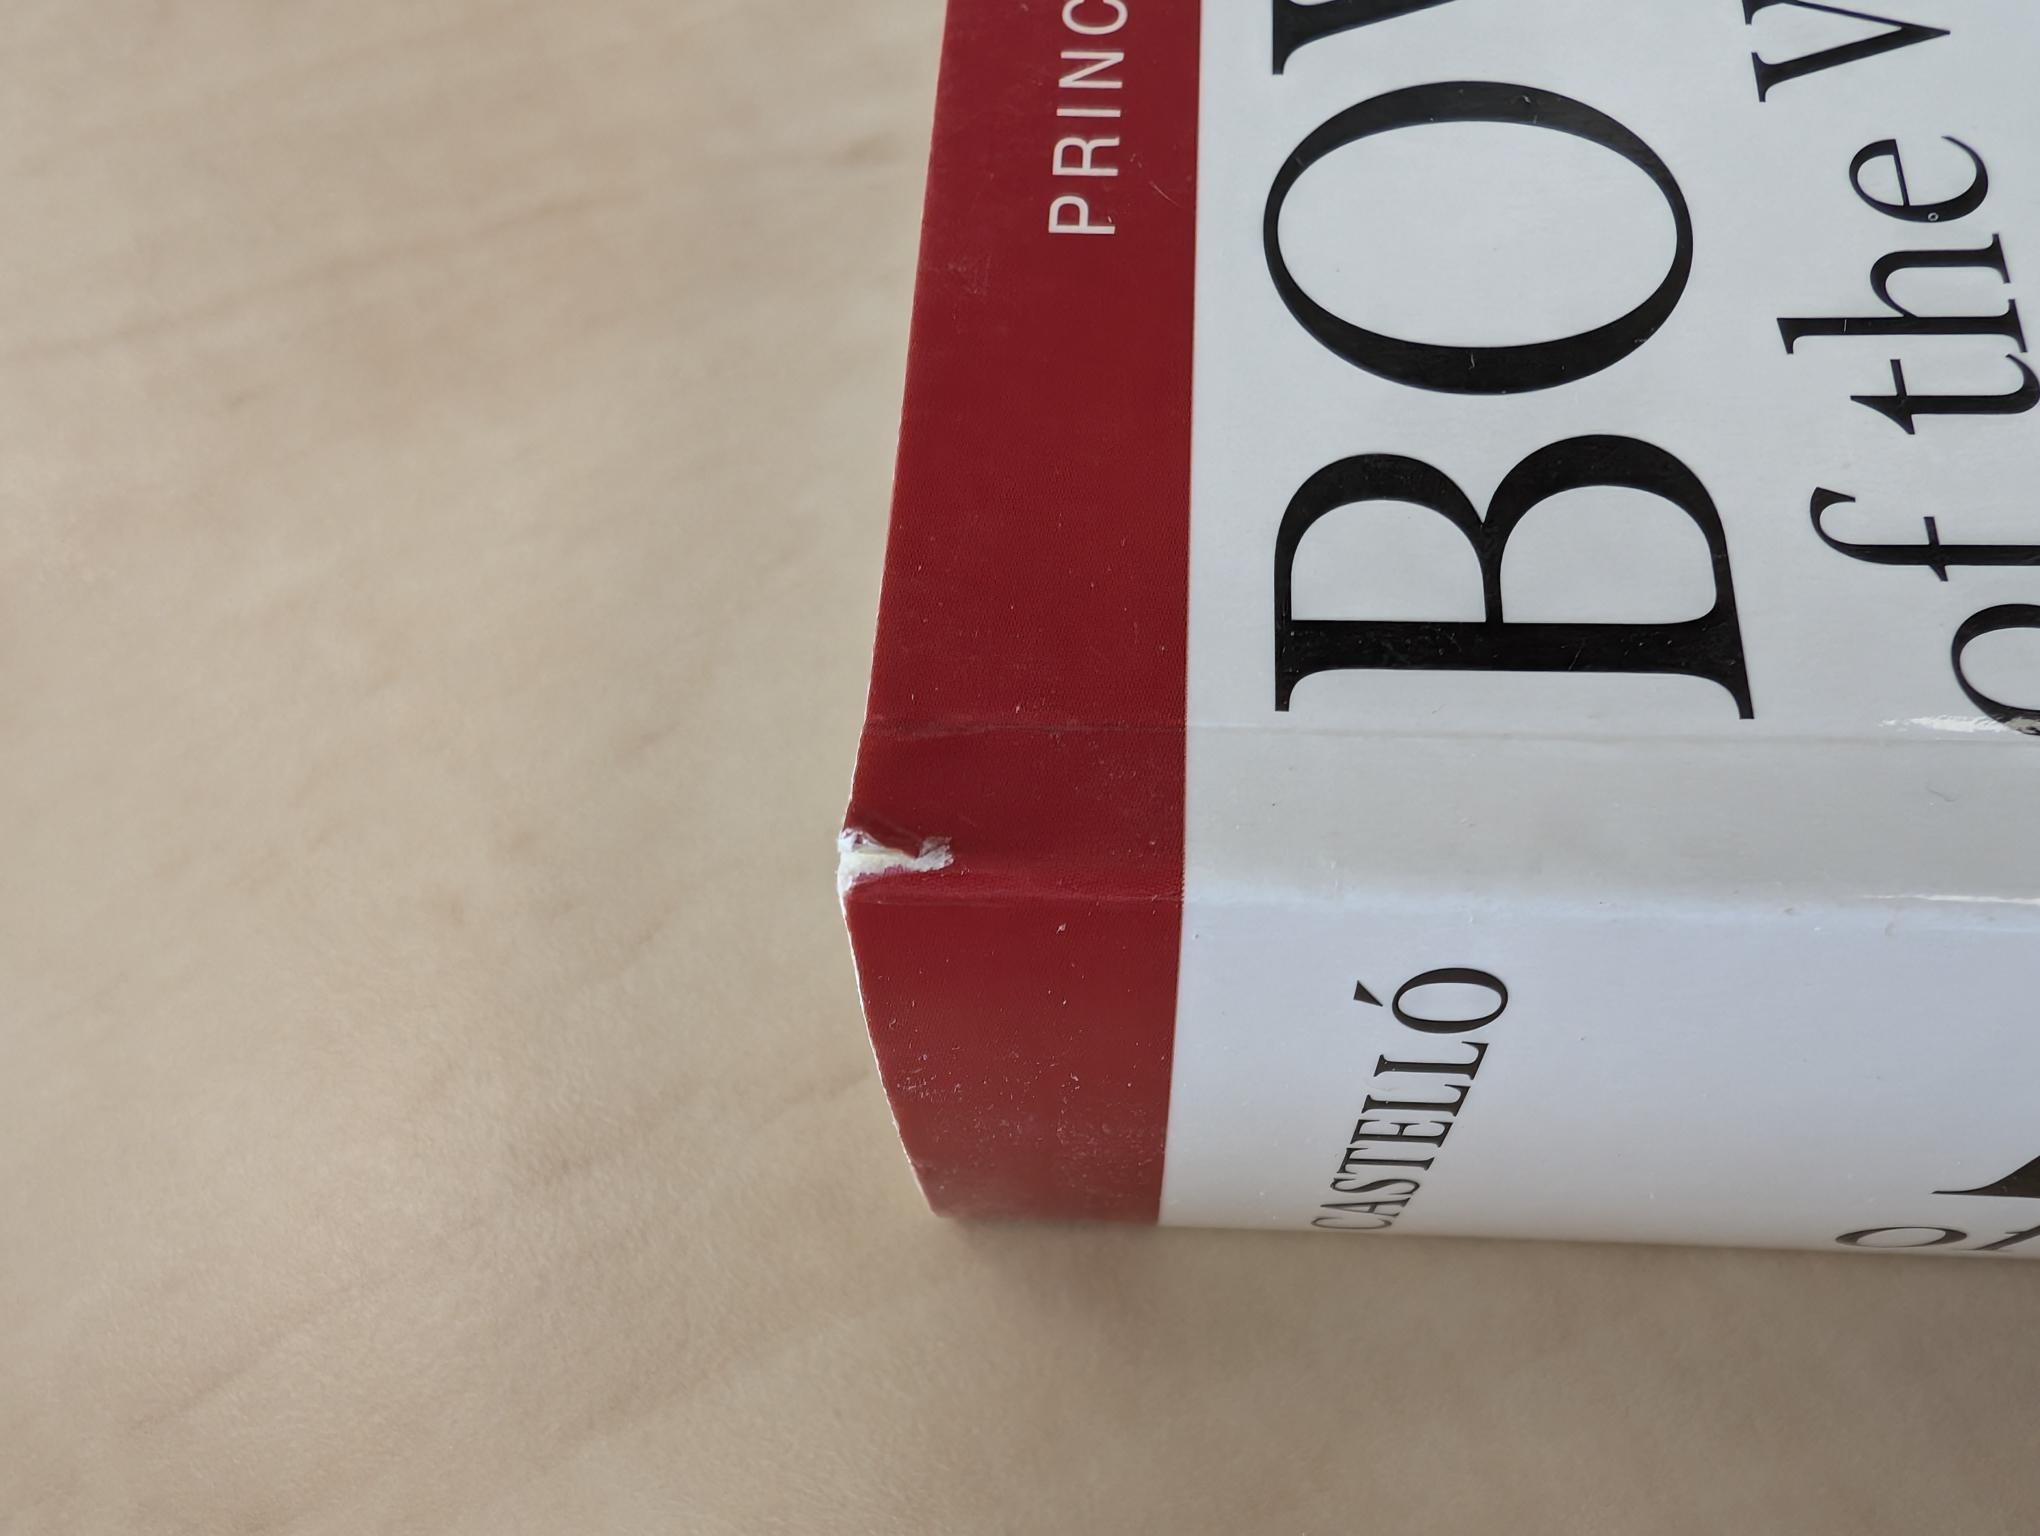 PRINC
BO
of the
CASTELLÓ